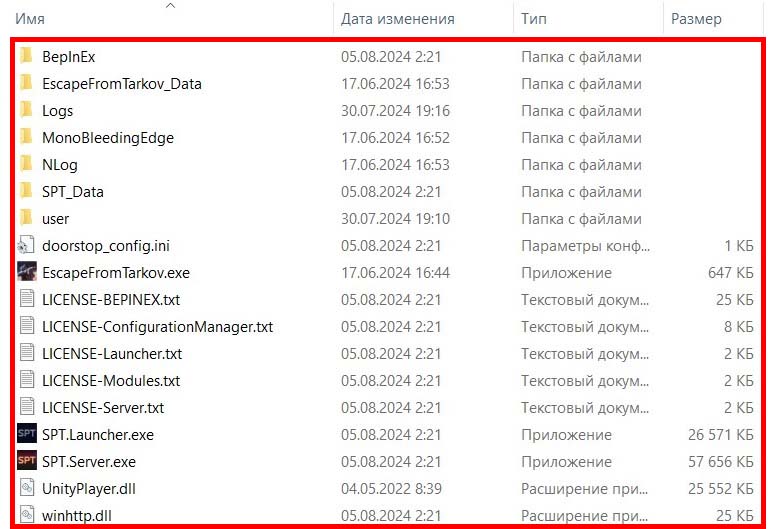 Имя Дата изменения Тип Размер
BepInEx 05.08.2024 2:21 Папка с файлами
EscapeFromTarkov_Data 17.06.2024 16:53 Папка с файлами
Logs 30.07.2024 19:16 Папка с файлами
MonoBleedingEdge 17.06.2024 16:52 Папка с файлами
NLog 17.06.2024 16:53 Папка с файлами
SPT_Data 05.08.2024 2:21 Папка с файлами
user 30.07.2024 19:10 Папка с файлами
doorstop_config.ini 05.08.2024 2:21 Параметры конф... 1 КБ
EscapeFromTarkov.exe 17.06.2024 16:44 Приложение 647 КБ
LICENSE-BEPINEX.txt 05.08.2024 2:21 Текстовый докум... 25 КБ
LICENSE-ConfigurationManager.txt 05.08.2024 2:21 Текстовый докум... 8 КБ
LICENSE-Launcher.txt 05.08.2024 2:21 Текстовый докум... 2 КБ
LICENSE-Modules.txt 05.08.2024 2:21 Текстовый докум... 2 КБ
LICENSE-Server.txt 05.08.2024 2:21 Текстовый докум... 2 КБ
SPT SPT.Launcher.exe 05.08.2024 2:21 Приложение 26 571 КБ
SPT SPT.Server.exe 05.08.2024 2:21 Приложение 57 656 КБ
UnityPlayer.dll 04.05.2022 8:39 Расширение при... 25 552 КБ
winhttp.dll 05.08.2024 2:21 Расширение при... 25 КБ